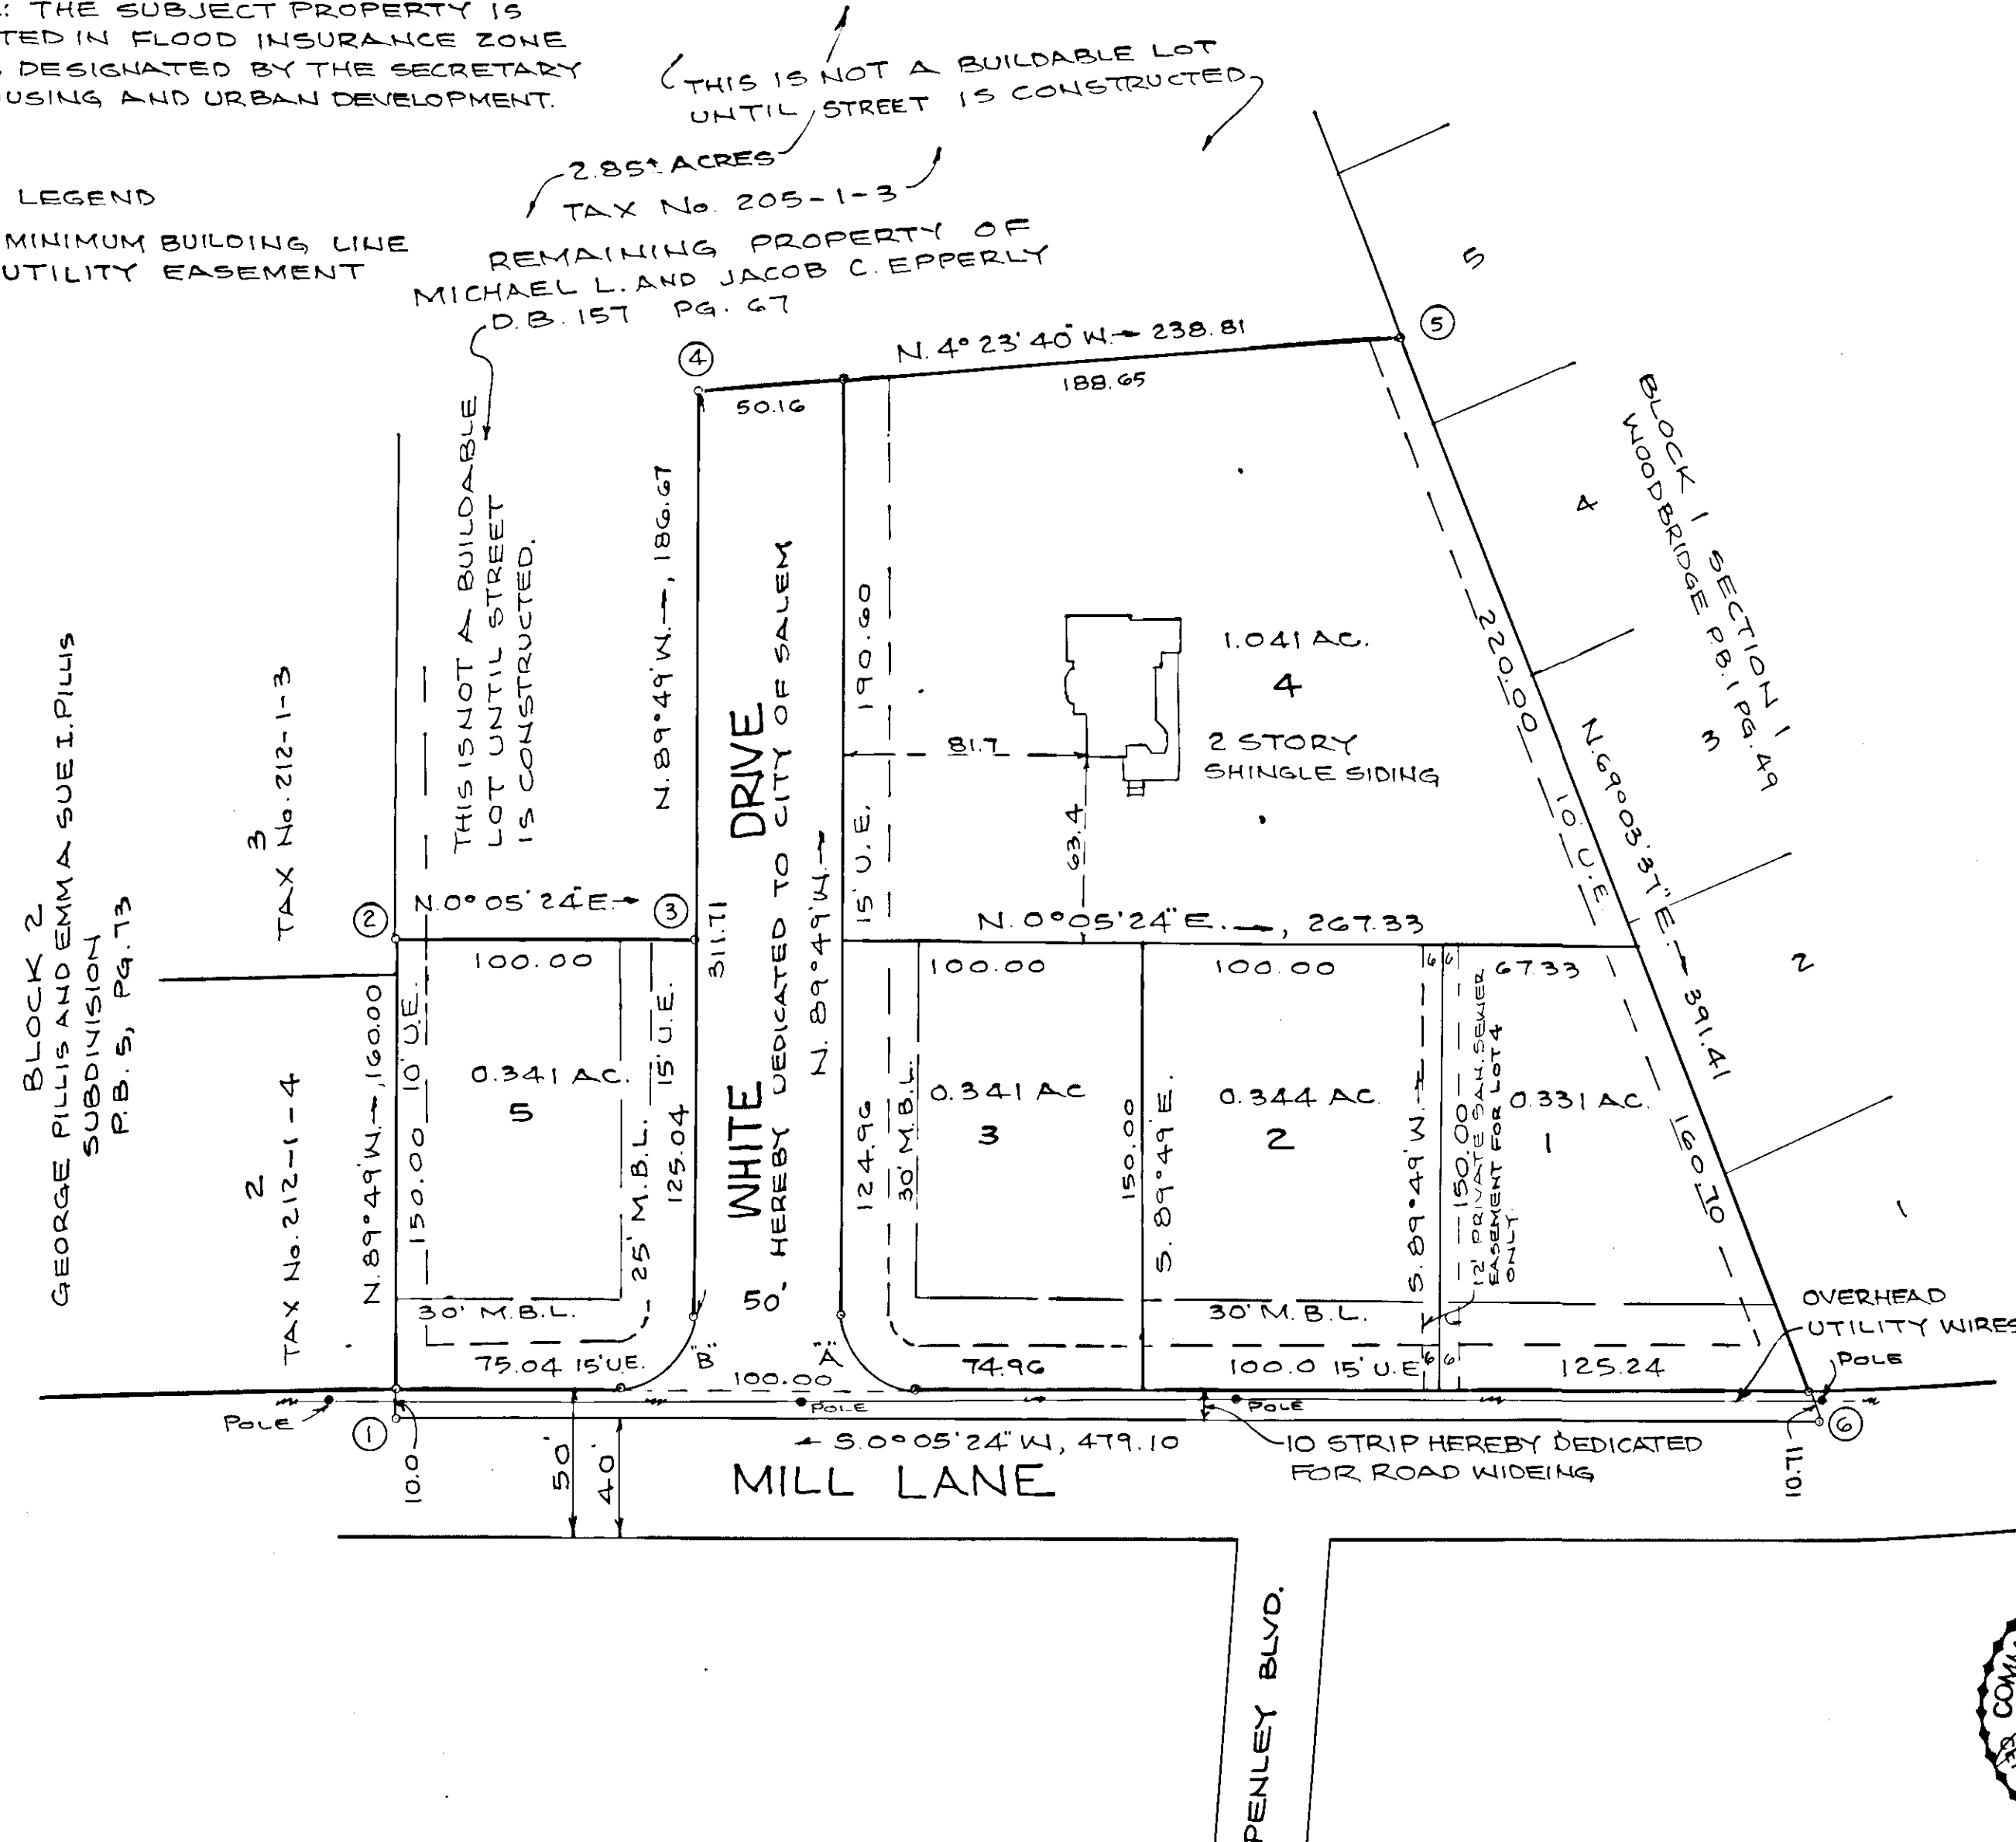 : THE SUBJECT PROPERTY IS
TED IN FLOOD INSURANCE ZONE
DESIGNATED BY THE SECRETARY
USING AND URBAN DEVELOPMENT.
(THIS IS NOT A BUILDABLE LOT
UNTIL STREET IS CONSTRUCTED)
2.85± ACRES
TAX No. 205-1-3
REMAINING PROPERTY OF
MICHAEL L. AND JACOB C. EPPERLY
D.B. 157 PG. 67
LEGEND
MINIMUM BUILDING LINE
UTILITY EASEMENT
THIS IS NOT A BUILDABLE
LOT UNTIL STREET
IS CONSTRUCTED.
4
N. 4° 23' 40" W. 238.81
5
50.16
188.65
5
4
3
2
1
BLOCK 1 SECTION 1
WOODBRIDGE P.B. 1 PG. 49
N. 89° 49' W. , 186.67
311.71
WHITE DRIVE
50' HEREBY DEDICATED TO CITY OF SALEM
N. 89° 49' W.
190.60
15' U.E.
81.7
63.4
1.041 AC.
4
2 STORY
SHINGLE SIDING
220.00
10' U.E.
N. 69°03'37" E. 391.41
160.70
BLOCK 2
GEORGE PILLIS AND EMMA SUE I. PILLIS
SUBDIVISION
P.B. 5, PG. 73
3
TAX No. 212-1-3
2
TAX No. 212-1-4
2
N. 0° 05' 24" E.
3
N. 0° 05' 24" E. , 267.33
100.00
100.00
100.00
6 6
67.33
N. 89° 49' W. , 160.00
150.00 10' U.E.
0.341 AC.
5
25' M.B.L.
125.04 15' U.E.
124.96
30' M.B.L.
0.341 AC
3
150.00
S. 89° 49' E.
0.344 AC.
2
S. 89° 49' W.
150.00
12' PRIVATE SAN. SEWER
EASEMENT FOR LOT 4
ONLY.
0.331 AC.
1
30' M.B.L.
30' M.B.L.
75.04 15' U.E.
"B"
"A"
100.00
74.96
100.0 15' U.E.
6 6
125.24
OVERHEAD
UTILITY WIRES
POLE
POLE
POLE
POLE
1
6
10.0
50'
40'
S. 0° 05' 24" W, 479.10
10 STRIP HEREBY DEDICATED
FOR ROAD WIDEING
10.71
MILL LANE
PENLEY BLVD.